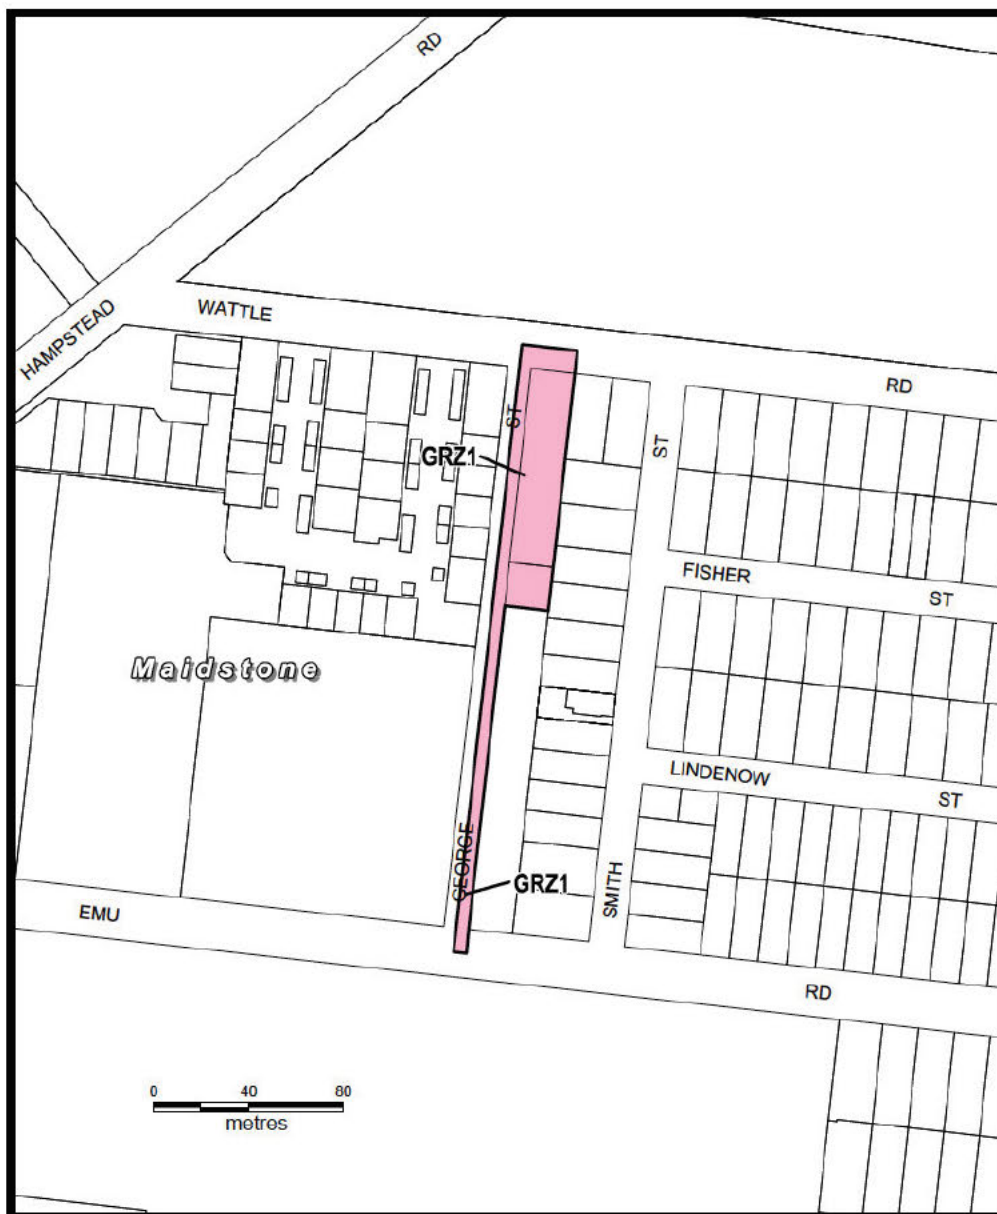 RD
HAMPSTEAD
WATTLE
RD
ST
ST
GRZ1
FISHER
ST
Maidstone
LINDENOW
ST
GEORGE
GRZ1
SMITH
EMU
RD
0 40 80
metres